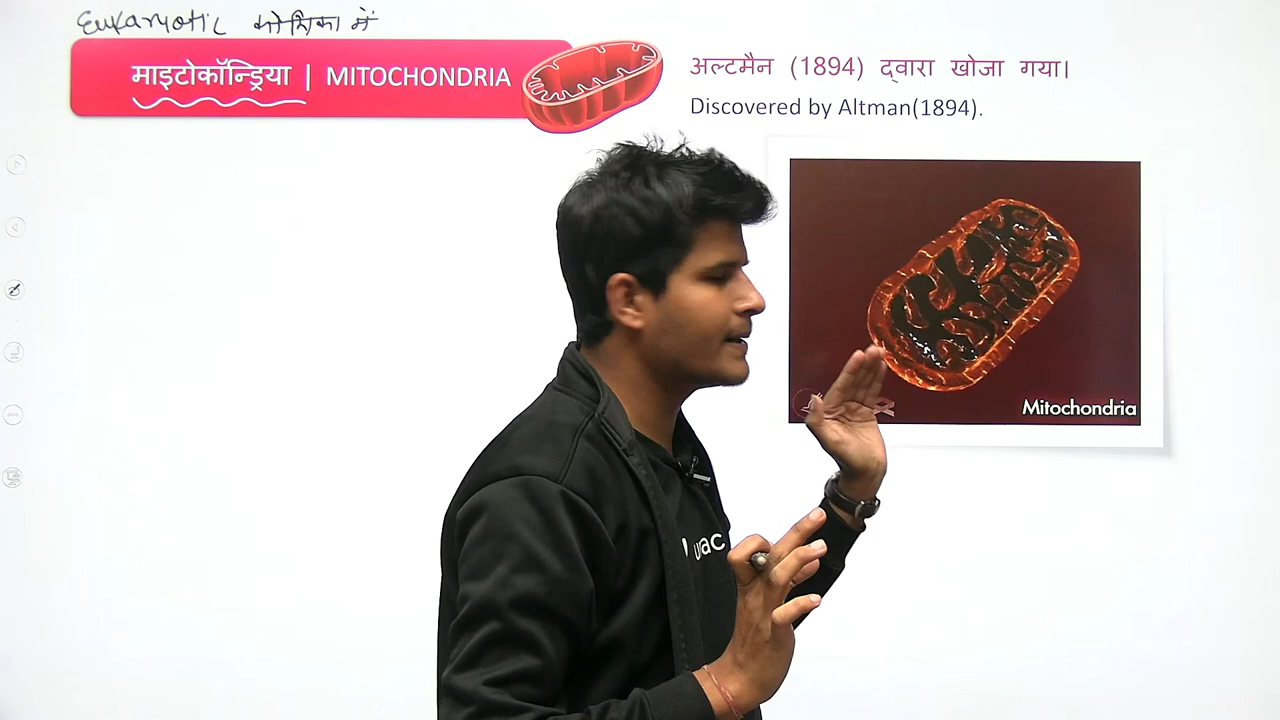 Eukaryotic कोशिका में
माइटोकॉन्ड्रिया | MITOCHONDRIA
अल्टमैन (1894) द्वारा खोजा गया।
Discovered by Altman(1894).
Mitochondria